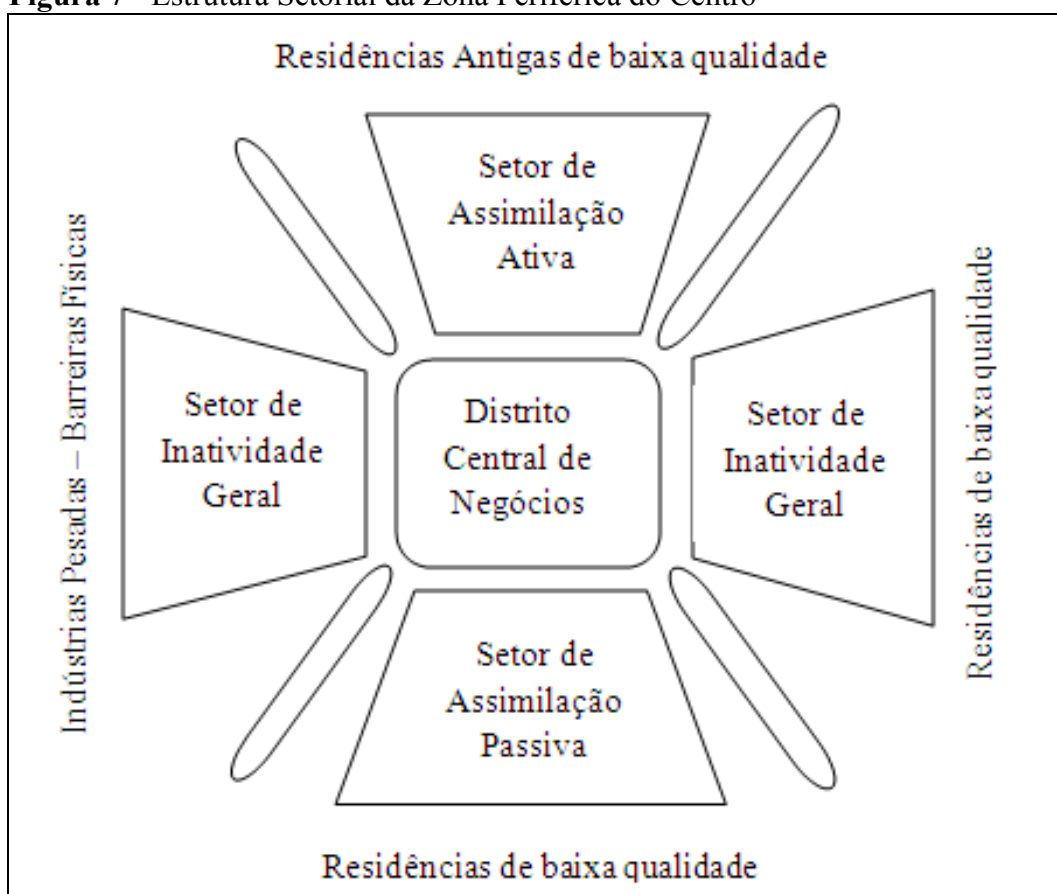 Figura 7 - Estrutura Setorial da Zona Periférica do Centro
Residências Antigas de baixa qualidade
Setor de
Assimilação
Ativa
Indústrias Pesadas – Barreiras Físicas
Setor de
Inatividade
Geral
Distrito
Central de
Negócios
Setor de
Inatividade
Geral
Residências de baixa qualidade
Setor de
Assimilação
Passiva
Residências de baixa qualidade